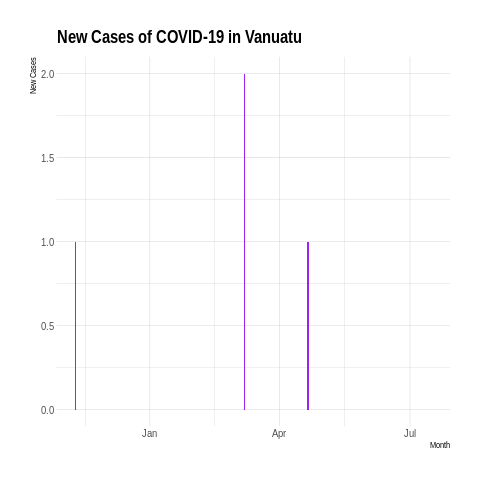 New Cases of COVID-19 in Vanuatu
New Cases
2.0
1.5
1.0
0.5
0.0
Jan
Apr
Jul
Month